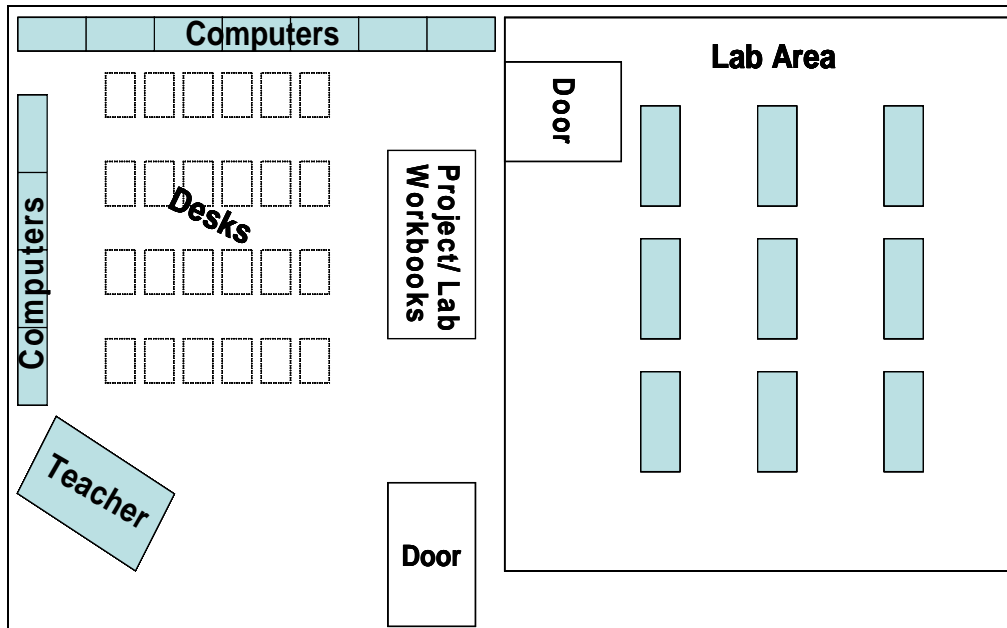 Computers
Lab Area
Door
Project/ Lab
Workbooks
Desks
Computers
Teacher
Door